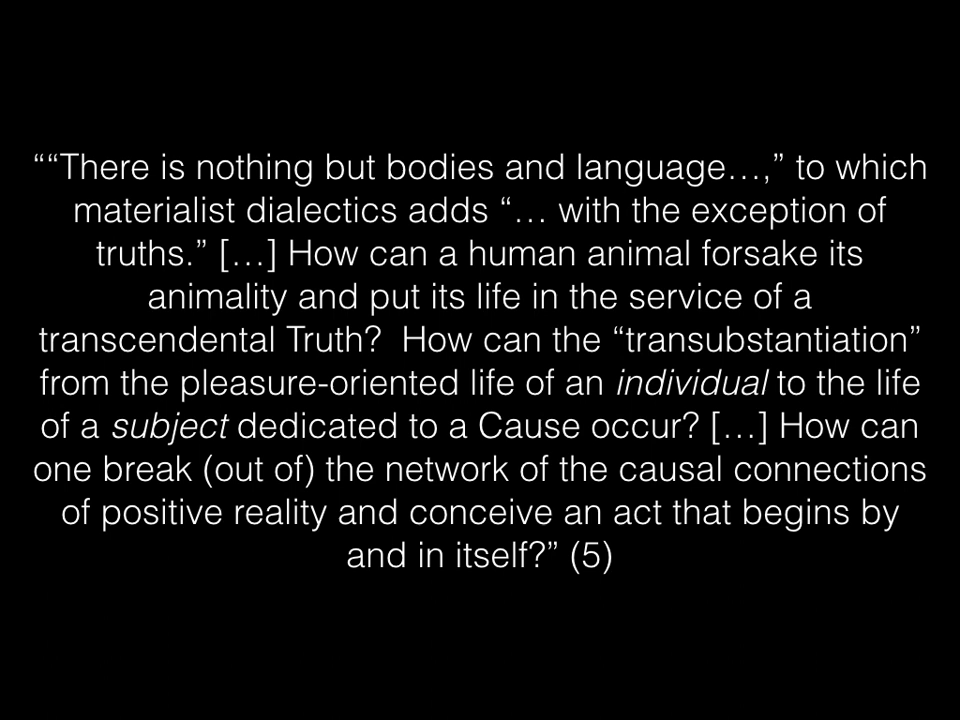 ““There is nothing but bodies and language…,” to which
materialist dialectics adds “… with the exception of
truths.” […] How can a human animal forsake its
animality and put its life in the service of a
transcendental Truth?  How can the “transubstantiation”
from the pleasure-oriented life of an individual to the life
of a subject dedicated to a Cause occur? […] How can
one break (out of) the network of the causal connections
of positive reality and conceive an act that begins by
and in itself?” (5)